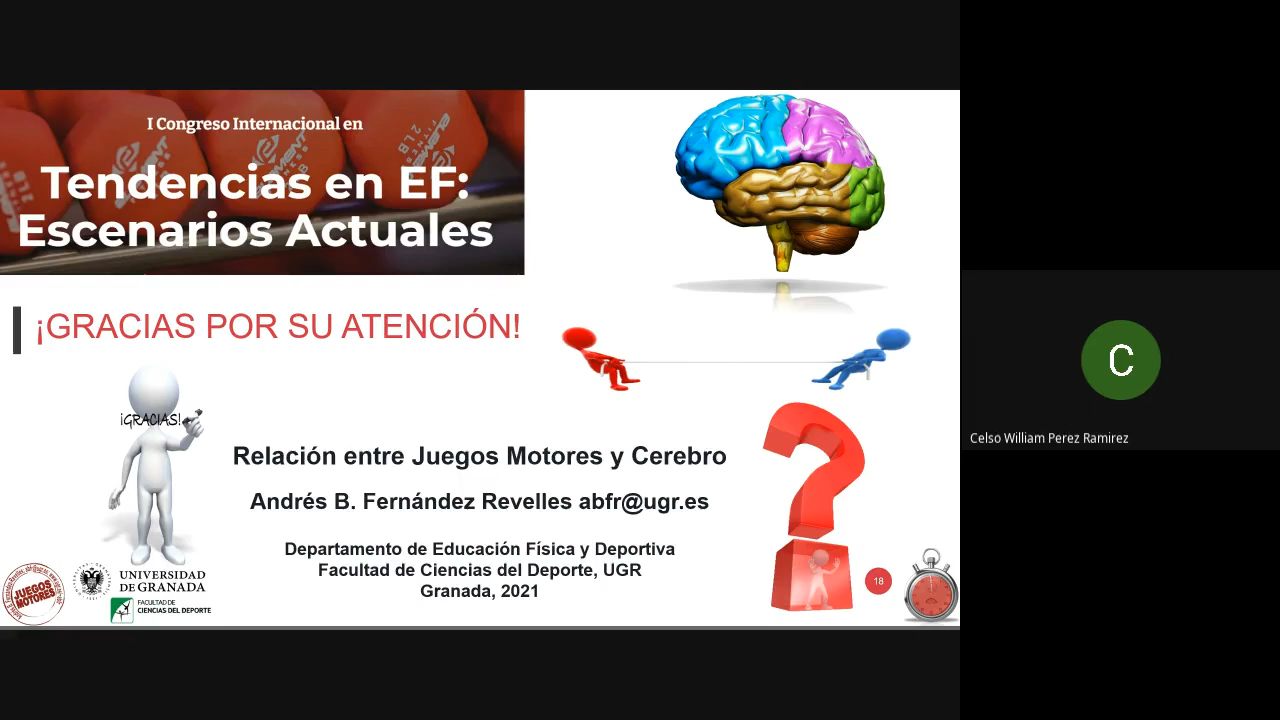 I Congreso Internacional en
Tendencias en EF:
Escenarios Actuales
¡GRACIAS POR SU ATENCIÓN!
¡GRACIAS!
Relación entre Juegos Motores y Cerebro
Andrés B. Fernández Revelles abfr@ugr.es
Departamento de Educación Física y Deportiva
Facultad de Ciencias del Deporte, UGR
Granada, 2021
JUEGOS
MOTORES
UNIVERSIDAD
DE GRANADA
FACULTAD DE
CIENCIAS DEL DEPORTE
18
C
Celso William Perez Ramirez